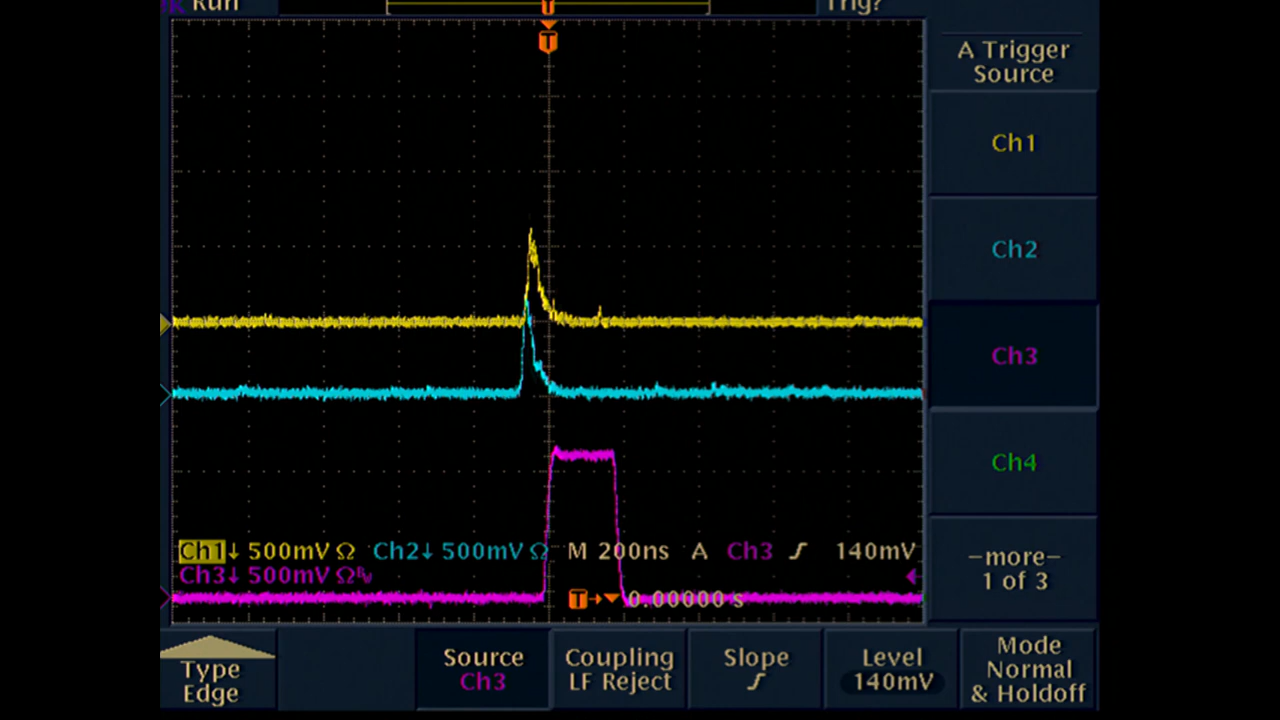 Run
Trig?
T
T
A Trigger
Source
Ch1
Ch2
Ch3
Ch4
–more–
1 of 3
Ch1↓ 500mV Ω Ch2↓ 500mV Ω M 200ns A Ch3 ʃ 140mV
Ch3↓ 500mV Ω Bw
T→▼ 0.00000 s
Type
Edge
Source
Ch3
Coupling
LF Reject
Slope
ʃ
Level
140mV
Mode
Normal
& Holdoff